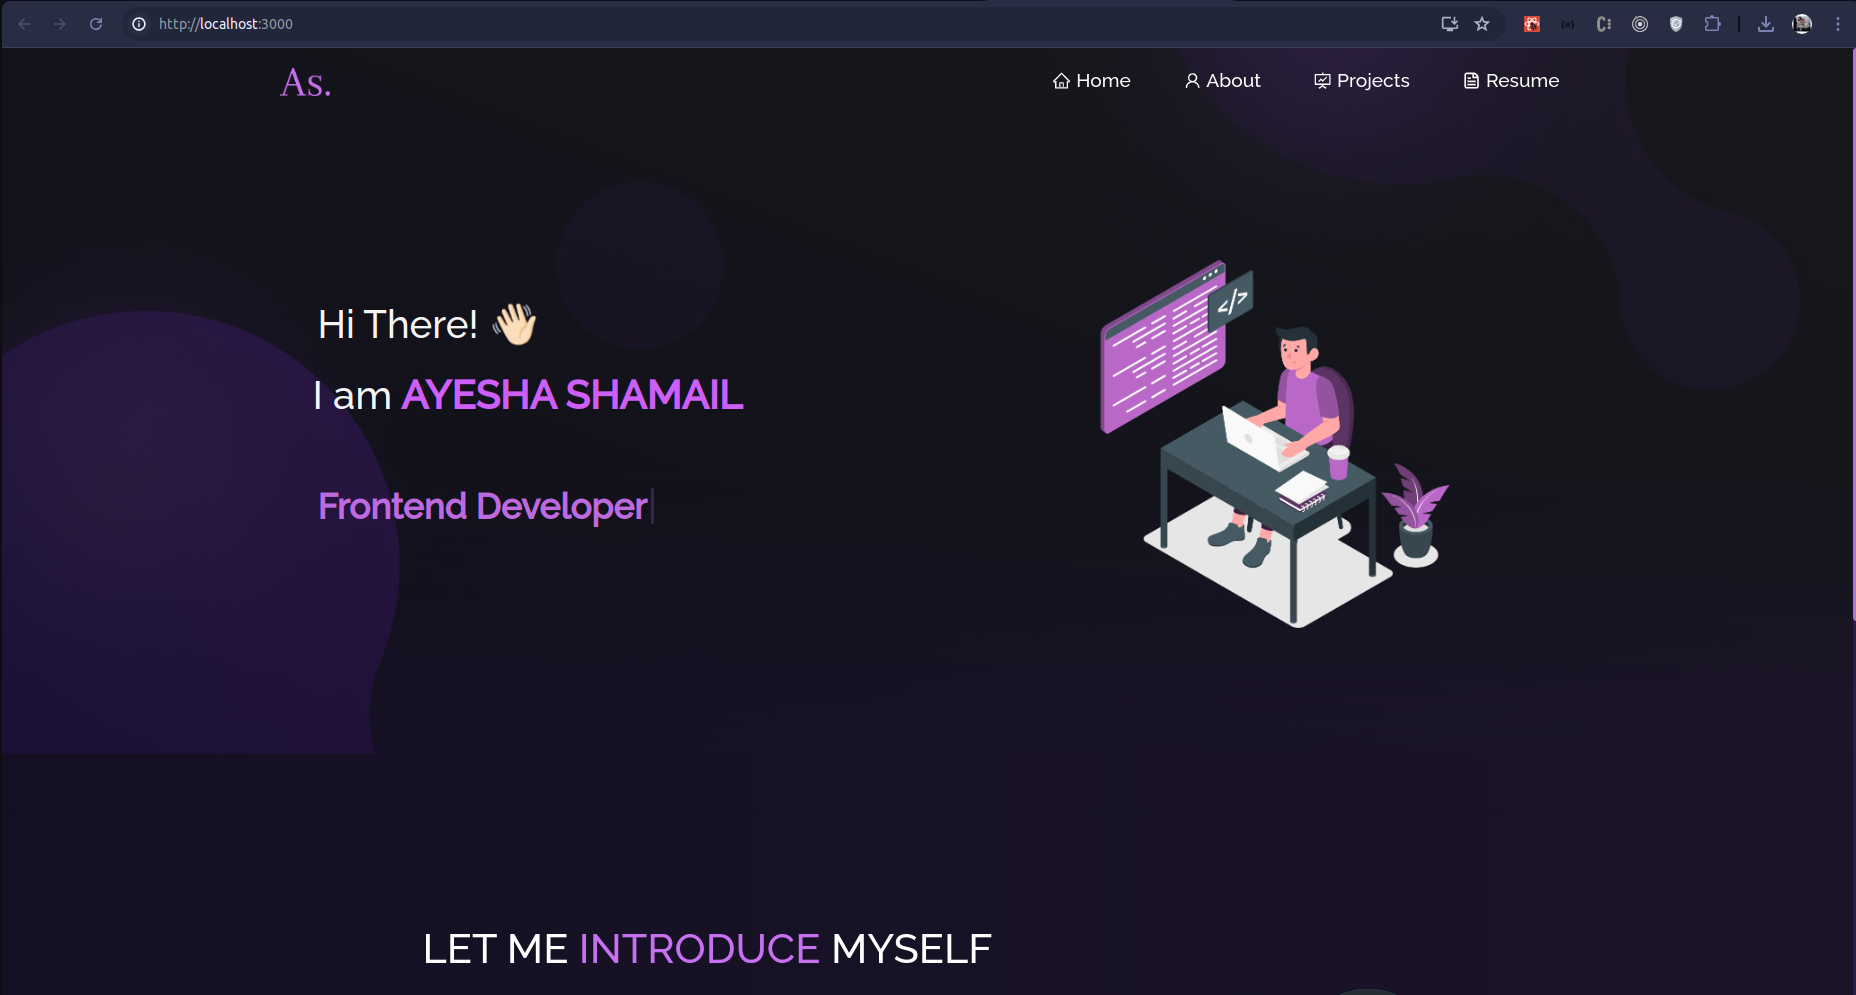 http://localhost:3000
As.
Home About Projects Resume
Hi There! 👋🏻
I am AYESHA SHAMAIL
Frontend Developer
</>
LET ME INTRODUCE MYSELF